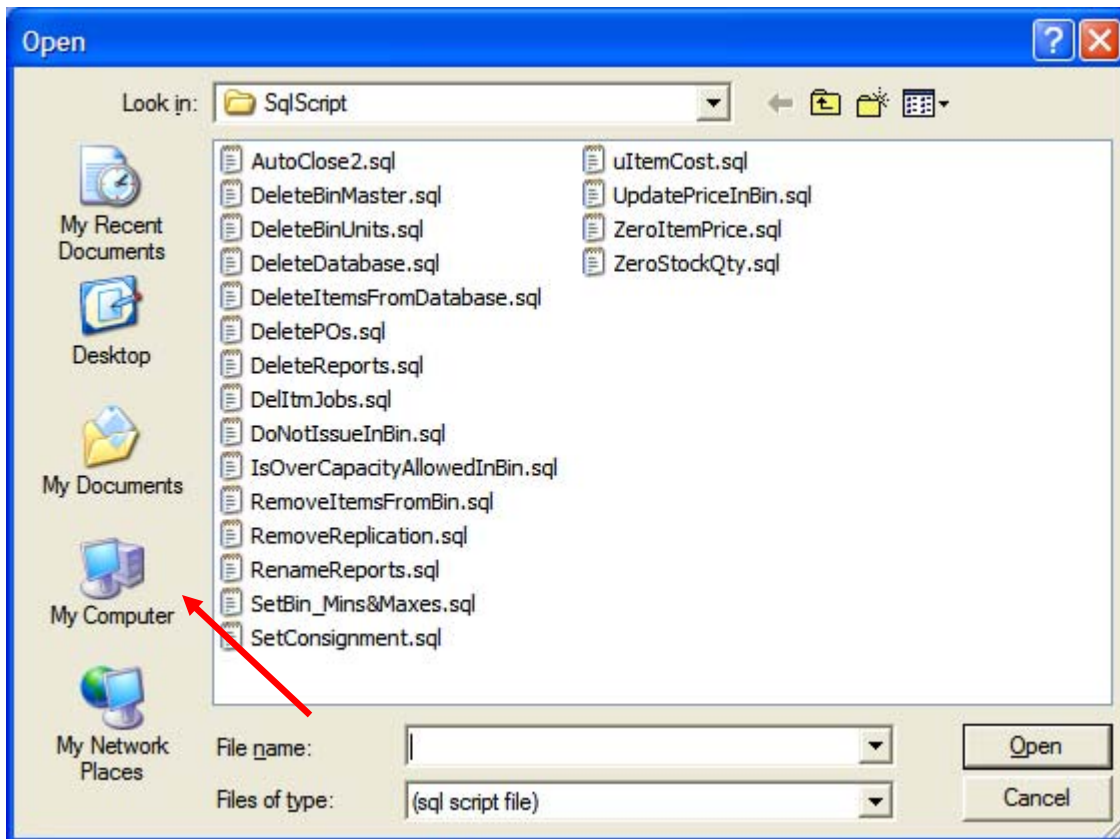 Open
Look in:
SqlScript
My Recent
Documents
Desktop
My Documents
My Computer
My Network
Places
AutoClose2.sql
DeleteBinMaster.sql
DeleteBinUnits.sql
DeleteDatabase.sql
DeleteItemsFromDatabase.sql
DeletePOs.sql
DeleteReports.sql
DelItmJobs.sql
DoNotIssueInBin.sql
IsOverCapacityAllowedInBin.sql
RemoveItemsFromBin.sql
RemoveReplication.sql
RenameReports.sql
SetBin_Mins&Maxes.sql
SetConsignment.sql
uItemCost.sql
UpdatePriceInBin.sql
ZeroItemPrice.sql
ZeroStockQty.sql
File name:
Open
Files of type:
(sql script file)
Cancel